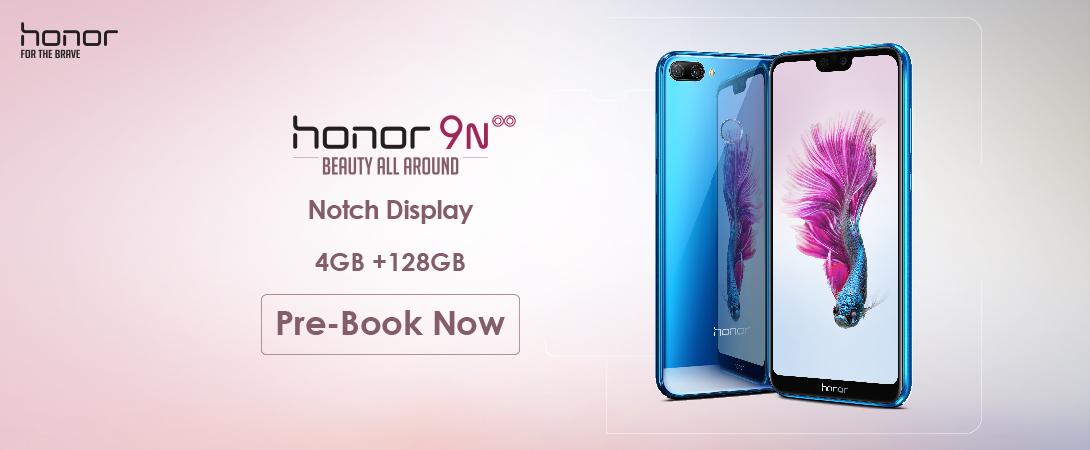 honor
FOR THE BRAVE
honor 9N
BEAUTY ALL AROUND
Notch Display
4GB +128GB
Pre-Book Now
honor
honor